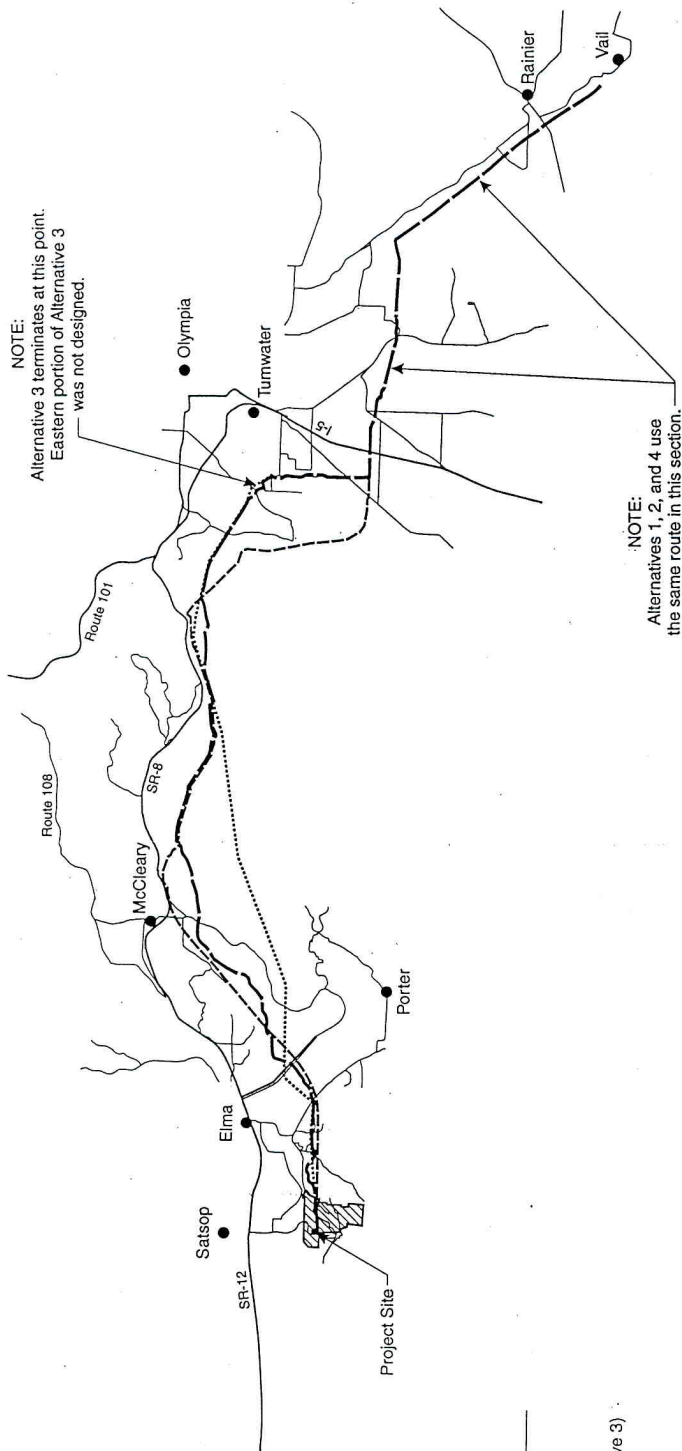 NOTE:
Alternative 3 terminates at this point.
Eastern portion of Alternative 3
was not designed.
Olympia
Tumwater
Route 101
Route 108
SR-8
McCleary
I-5
Rainier
Vail
Elma
Satsop
SR-12
Porter
Project Site
NOTE:
Alternatives 1, 2, and 4 use
the same route in this section.
ve 3)